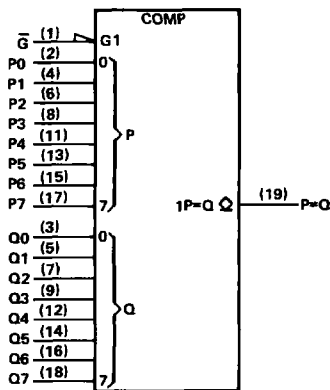 COMP
G̅ (1) G1
P0 (2) 0
P1 (4)
P2 (6)
P3 (8)
P4 (11) P
P5 (13)
P6 (15)
P7 (17) 7
1P=Q (19) P=Q
Q0 (3) 0
Q1 (5)
Q2 (7)
Q3 (9)
Q4 (12) Q
Q5 (14)
Q6 (16)
Q7 (18) 7